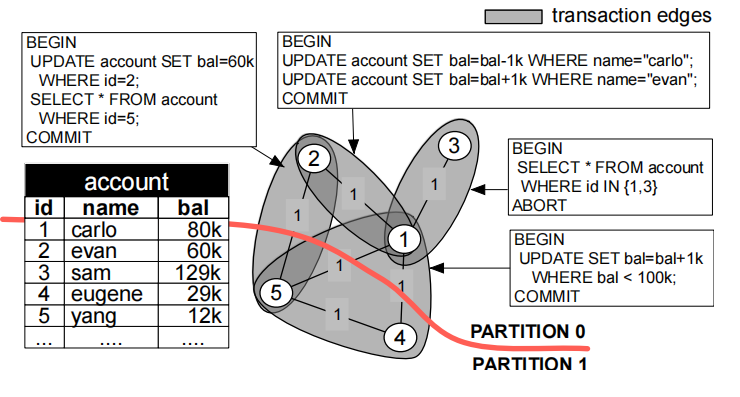 transaction edges
BEGIN
UPDATE account SET bal=60k
WHERE id=2;
SELECT * FROM account
WHERE id=5;
COMMIT
BEGIN
UPDATE account SET bal=bal-1k WHERE name="carlo";
UPDATE account SET bal=bal+1k WHERE name="evan";
COMMIT
BEGIN
SELECT * FROM account
WHERE id IN {1,3}
ABORT
BEGIN
UPDATE SET bal=bal+1k
WHERE bal < 100k;
COMMIT
account
id name bal
1 carlo 80k
2 evan 60k
3 sam 129k
4 eugene 29k
5 yang 12k
... .... ....
2
3
1
1
1
1
1
1
1
5
4
PARTITION 0
PARTITION 1